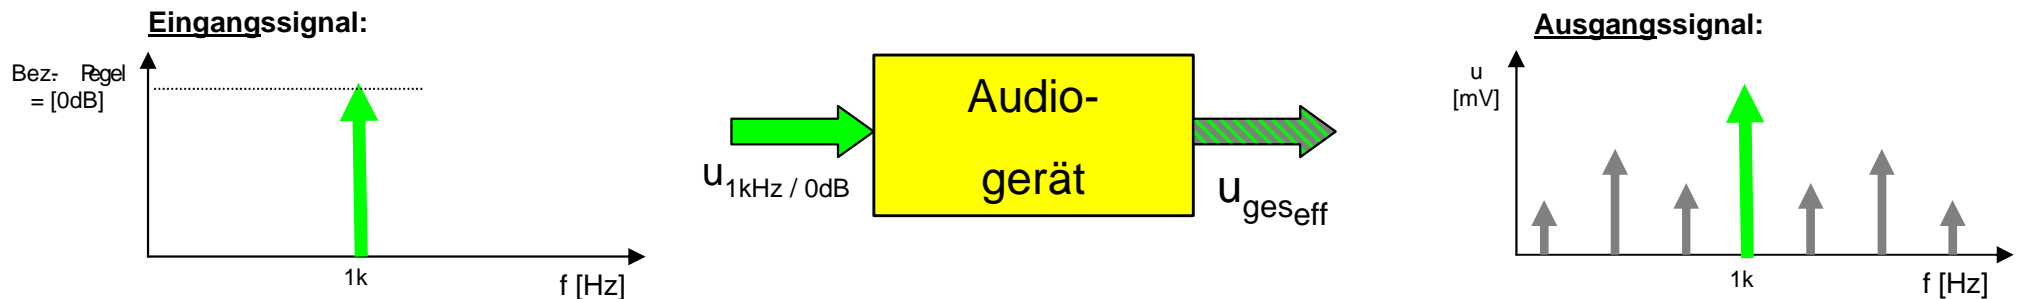 Eingangssignal:
Bez.- Pegel
= [0dB]
1k
f [Hz]
u1kHz / 0dB
Audio-
gerät
ugeseff
Ausgangssignal:
u
[mV]
1k
f [Hz]